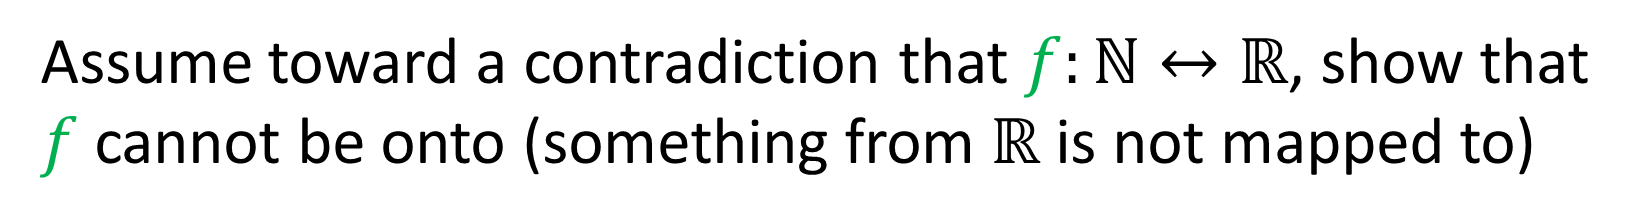 Assume toward a contradiction that f: ℕ ↔ ℝ, show that
f cannot be onto (something from ℝ is not mapped to)